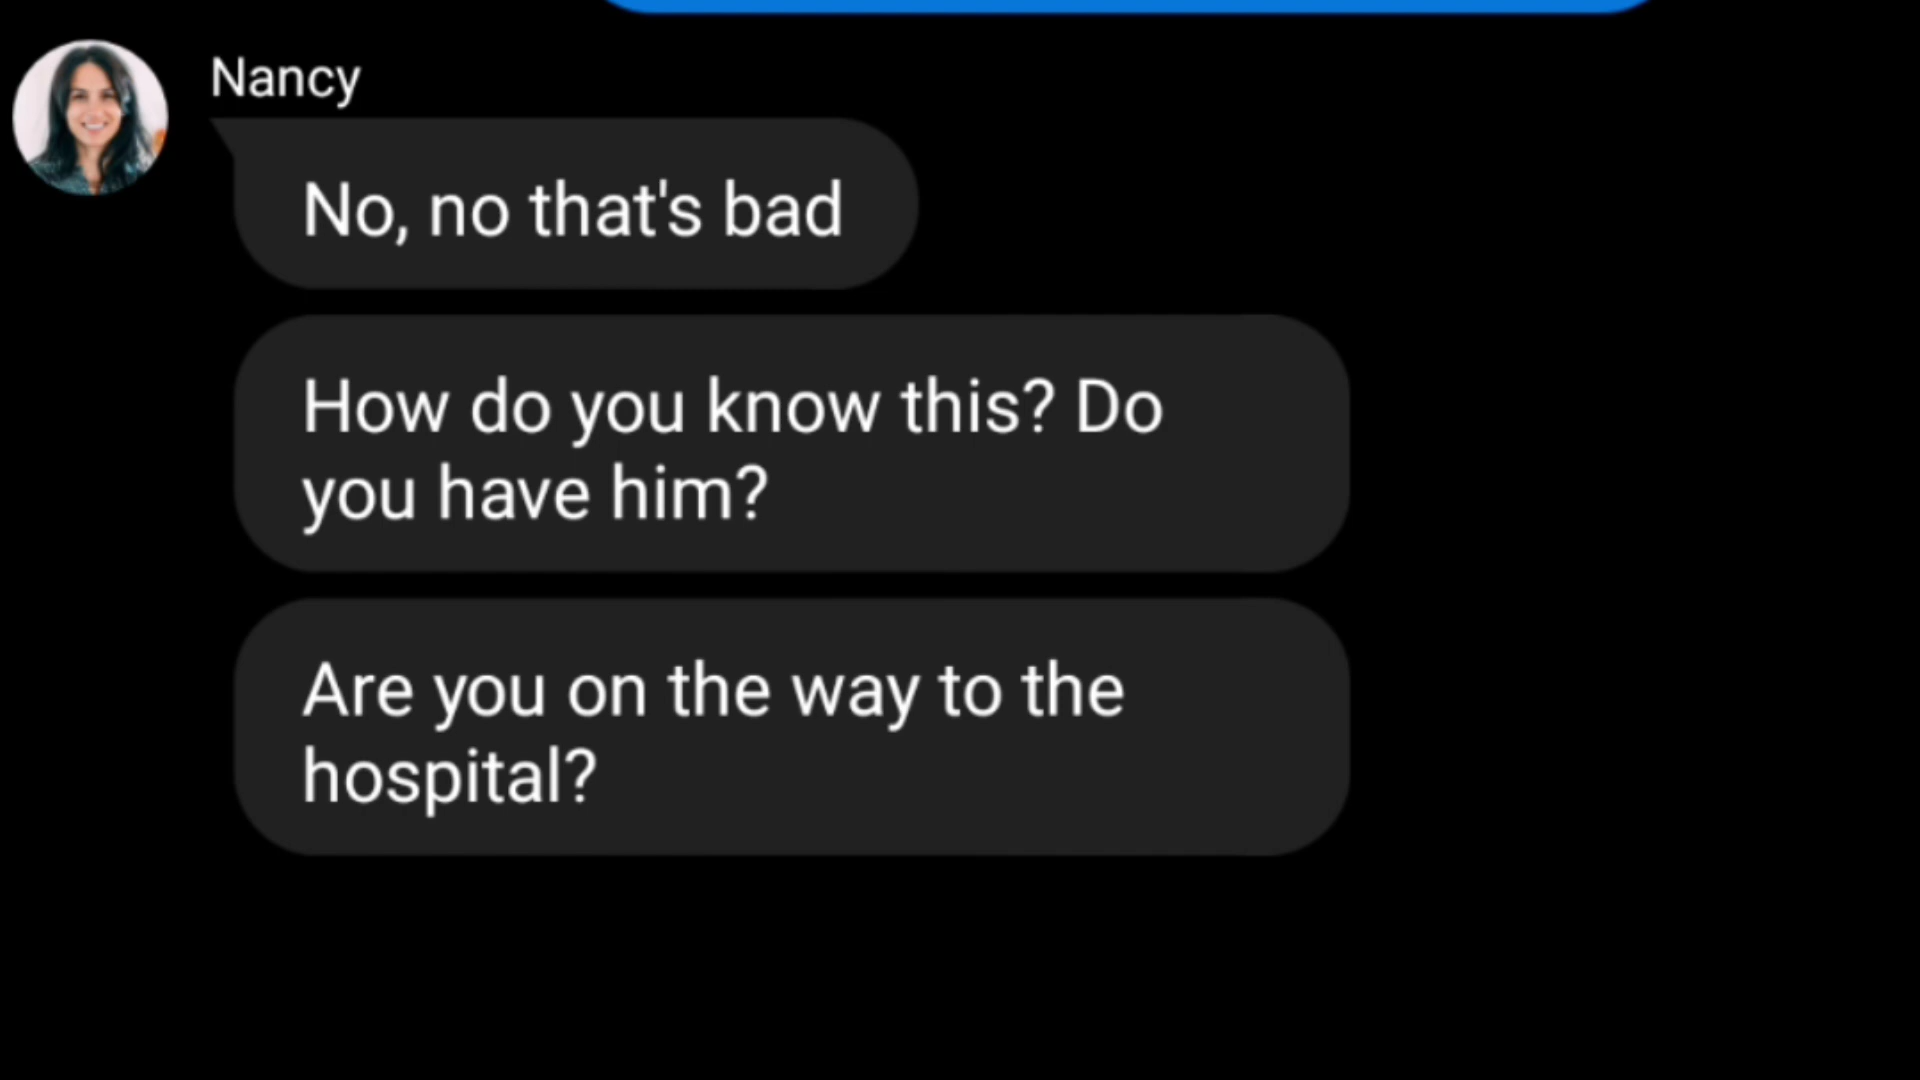 Nancy
No, no that's bad
How do you know this? Do
you have him?
Are you on the way to the
hospital?